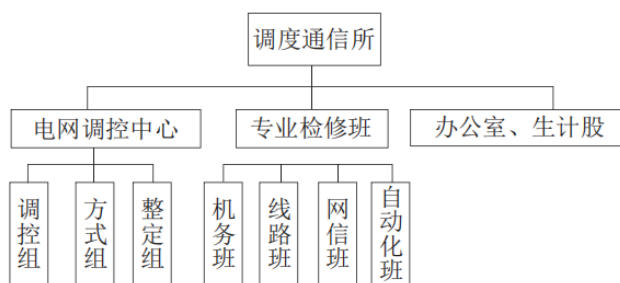 调度通信所
电网调控中心
专业检修班
办公室、生计股
调控组
方式组
整定组
机务班
线路班
网信班
自动化班